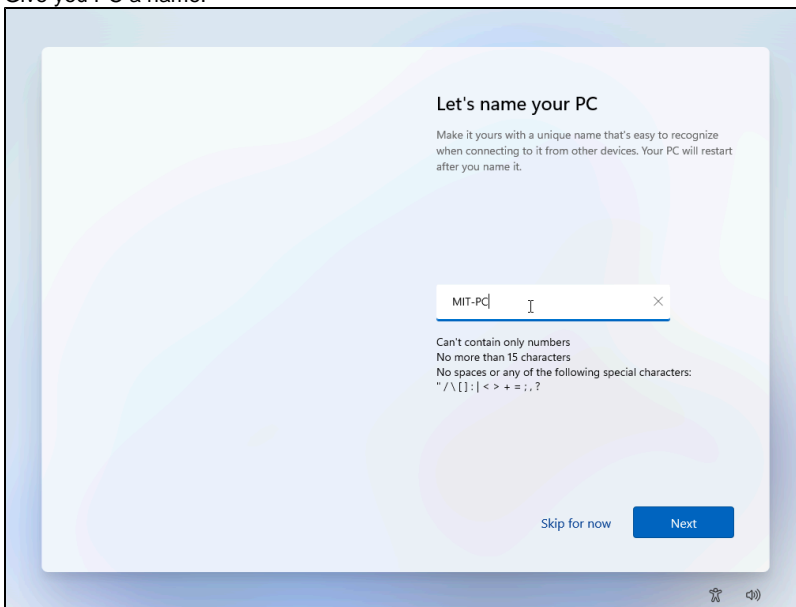 Give you PC a name.
Let's name your PC
Make it yours with a unique name that's easy to recognize
when connecting to it from other devices. Your PC will restart
after you name it.
MIT-PC
Can't contain only numbers
No more than 15 characters
No spaces or any of the following special characters:
" / \ [ ] : | < > + = ; , ?
Skip for now
Next